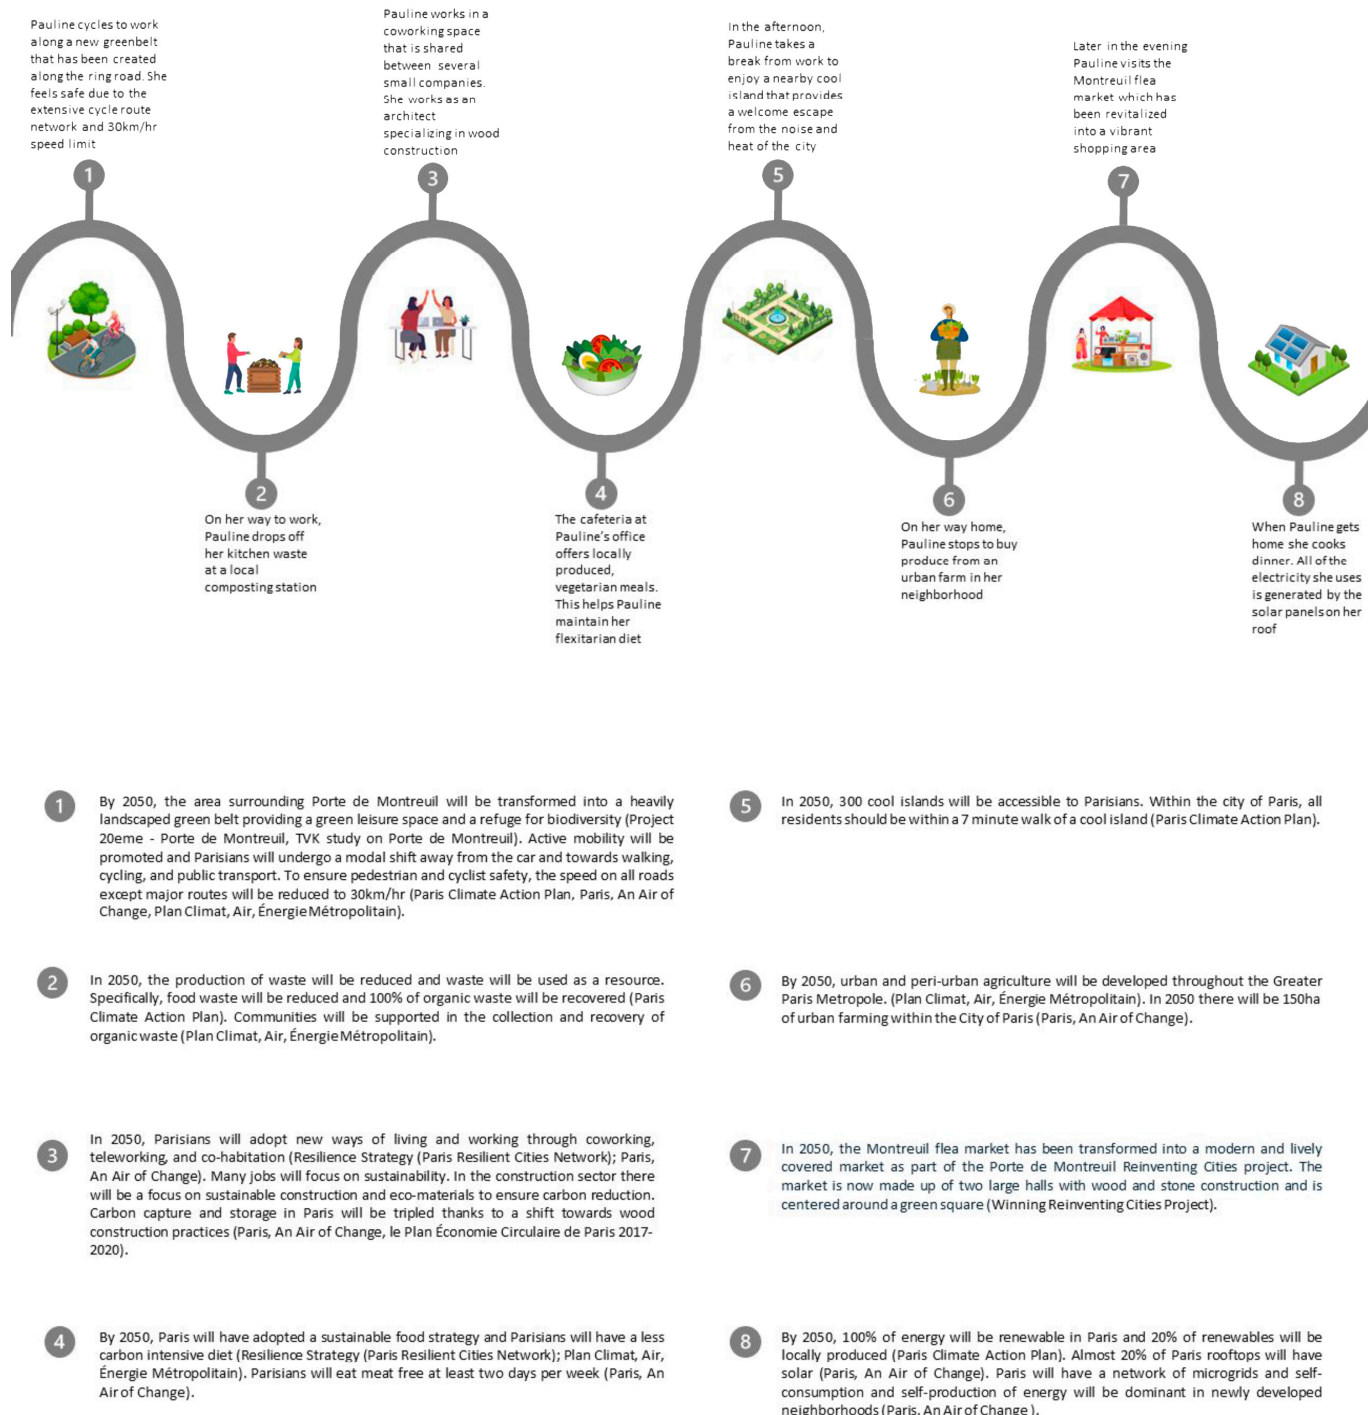 Pauline cycles to work
along a new greenbelt
that has been created
along the ring road. She
feels safe due to the
extensive cycle route
network and 30km/hr
speed limit
1
Pauline works in a
coworking space
that is shared
between several
small companies.
She works as an
architect
specializing in wood
construction
3
In the afternoon,
Pauline takes a
break from work to
enjoy a nearby cool
island that provides
a welcome escape
from the noise and
heat of the city
5
Later in the evening
Pauline visits the
Montreuil flea
market which has
been revitalized
into a vibrant
shopping area
7
2
On her way to work,
Pauline drops off
her kitchen waste
at a local
composting station
4
The cafeteria at
Pauline's office
offers locally
produced,
vegetarian meals.
This helps Pauline
maintain her
flexitarian diet
6
On her way home,
Pauline stops to buy
produce from an
urban farm in her
neighborhood
8
When Pauline gets
home she cooks
dinner. All of the
electricity she uses
is generated by the
solar panels on her
roof
1
By 2050, the area surrounding Porte de Montreuil will be transformed into a heavily
landscaped green belt providing a green leisure space and a refuge for biodiversity (Project
20eme - Porte de Montreuil, TVK study on Porte de Montreuil). Active mobility will be
promoted and Parisians will undergo a modal shift away from the car and towards walking,
cycling, and public transport. To ensure pedestrian and cyclist safety, the speed on all roads
except major routes will be reduced to 30km/hr (Paris Climate Action Plan, Paris, An Air of
Change, Plan Climat, Air, Énergie Métropolitain).
2
In 2050, the production of waste will be reduced and waste will be used as a resource.
Specifically, food waste will be reduced and 100% of organic waste will be recovered (Paris
Climate Action Plan). Communities will be supported in the collection and recovery of
organic waste (Plan Climat, Air, Énergie Métropolitain).
3
In 2050, Parisians will adopt new ways of living and working through coworking,
teleworking, and co-habitation (Resilience Strategy (Paris Resilient Cities Network); Paris,
An Air of Change). Many jobs will focus on sustainability. In the construction sector there
will be a focus on sustainable construction and eco-materials to ensure carbon reduction.
Carbon capture and storage in Paris will be tripled thanks to a shift towards wood
construction practices (Paris, An Air of Change, le Plan Économie Circulaire de Paris 2017-
2020).
4
By 2050, Paris will have adopted a sustainable food strategy and Parisians will have a less
carbon intensive diet (Resilience Strategy (Paris Resilient Cities Network); Plan Climat, Air,
Énergie Métropolitain). Parisians will eat meat free at least two days per week (Paris, An
Air of Change).
5
In 2050, 300 cool islands will be accessible to Parisians. Within the city of Paris, all
residents should be within a 7 minute walk of a cool island (Paris Climate Action Plan).
6
By 2050, urban and peri-urban agriculture will be developed throughout the Greater
Paris Metropole. (Plan Climat, Air, Énergie Métropolitain). In 2050 there will be 150ha
of urban farming within the City of Paris (Paris, An Air of Change).
7
In 2050, the Montreuil flea market has been transformed into a modern and lively
covered market as part of the Porte de Montreuil Reinventing Cities project. The
market is now made up of two large halls with wood and stone construction and is
centered around a green square (Winning Reinventing Cities Project).
8
By 2050, 100% of energy will be renewable in Paris and 20% of renewables will be
locally produced (Paris Climate Action Plan). Almost 20% of Paris rooftops will have
solar (Paris, An Air of Change). Paris will have a network of microgrids and self-
consumption and self-production of energy will be dominant in newly developed
neighborhoods (Paris, An Air of Change ).